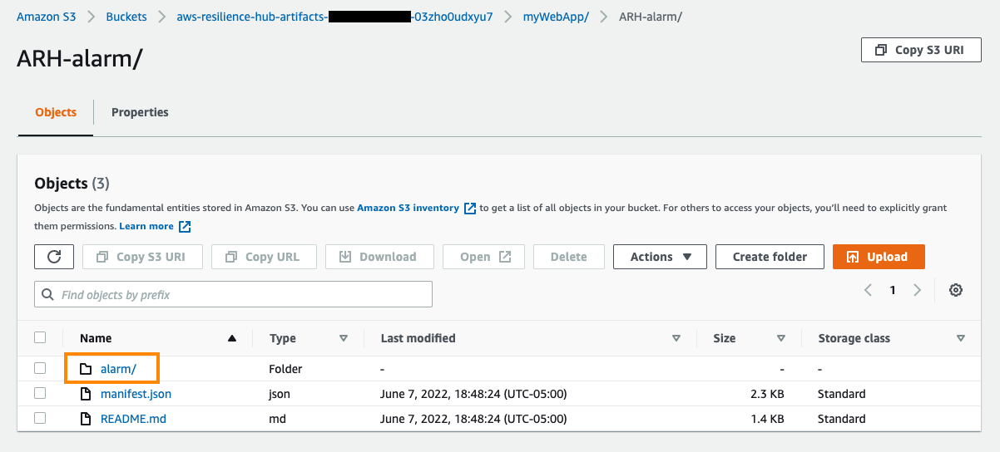 Amazon S3 > Buckets > aws-resilience-hub-artifacts- -03zho0udxyu7 > myWebApp/ > ARH-alarm/
ARH-alarm/
Copy S3 URI
Objects Properties
Objects (3)
Objects are the fundamental entities stored in Amazon S3. You can use Amazon S3 inventory to get a list of all objects in your bucket. For others to access your objects, you'll need to explicitly grant
them permissions. Learn more
Copy S3 URI Copy URL Download Open Delete Actions Create folder Upload
Find objects by prefix
1
Name Type Last modified Size Storage class
alarm/ Folder - - -
manifest.json json June 7, 2022, 18:48:24 (UTC-05:00) 2.3 KB Standard
README.md md June 7, 2022, 18:48:24 (UTC-05:00) 1.4 KB Standard